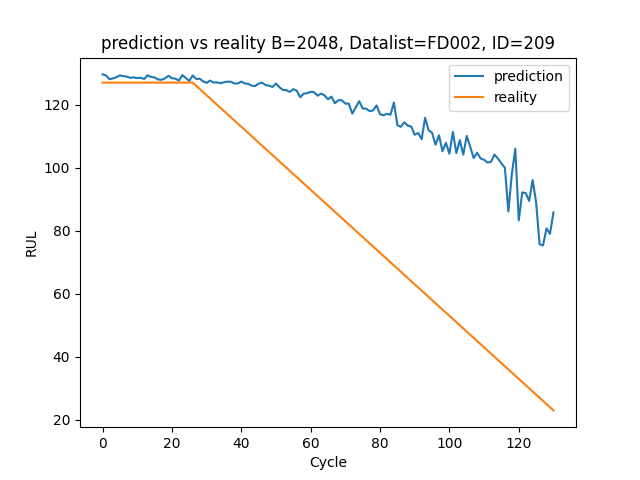 prediction vs reality B=2048, Datalist=FD002, ID=209
prediction
reality
RUL
120
100
80
60
40
20
0 20 40 60 80 100 120
Cycle